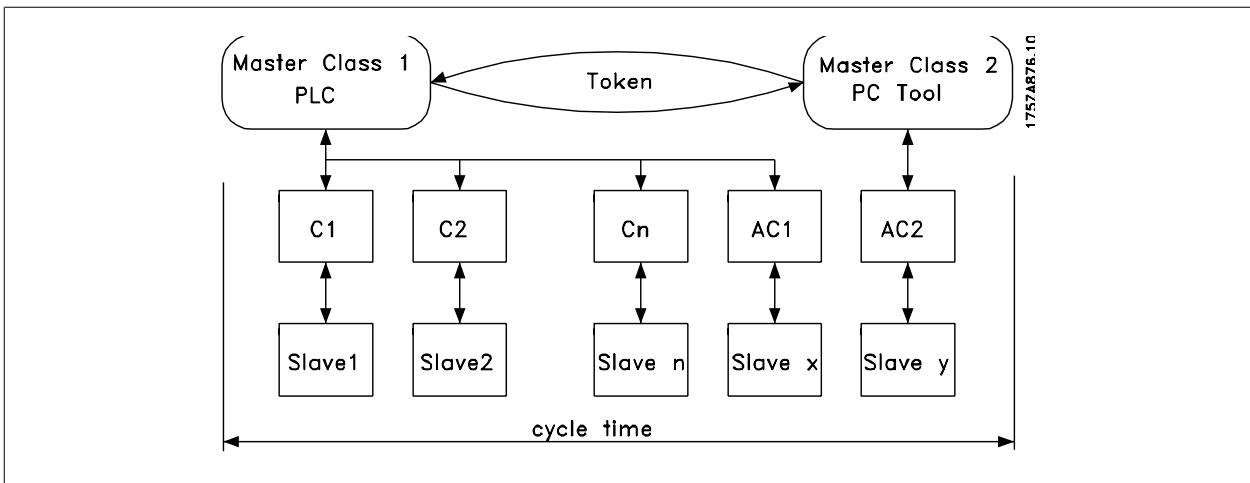 Master Class 1
PLC
Token
Master Class 2
PC Tool
175ZA876.10
C1
C2
Cn
AC1
AC2
Slave1
Slave2
Slave n
Slave x
Slave y
cycle time